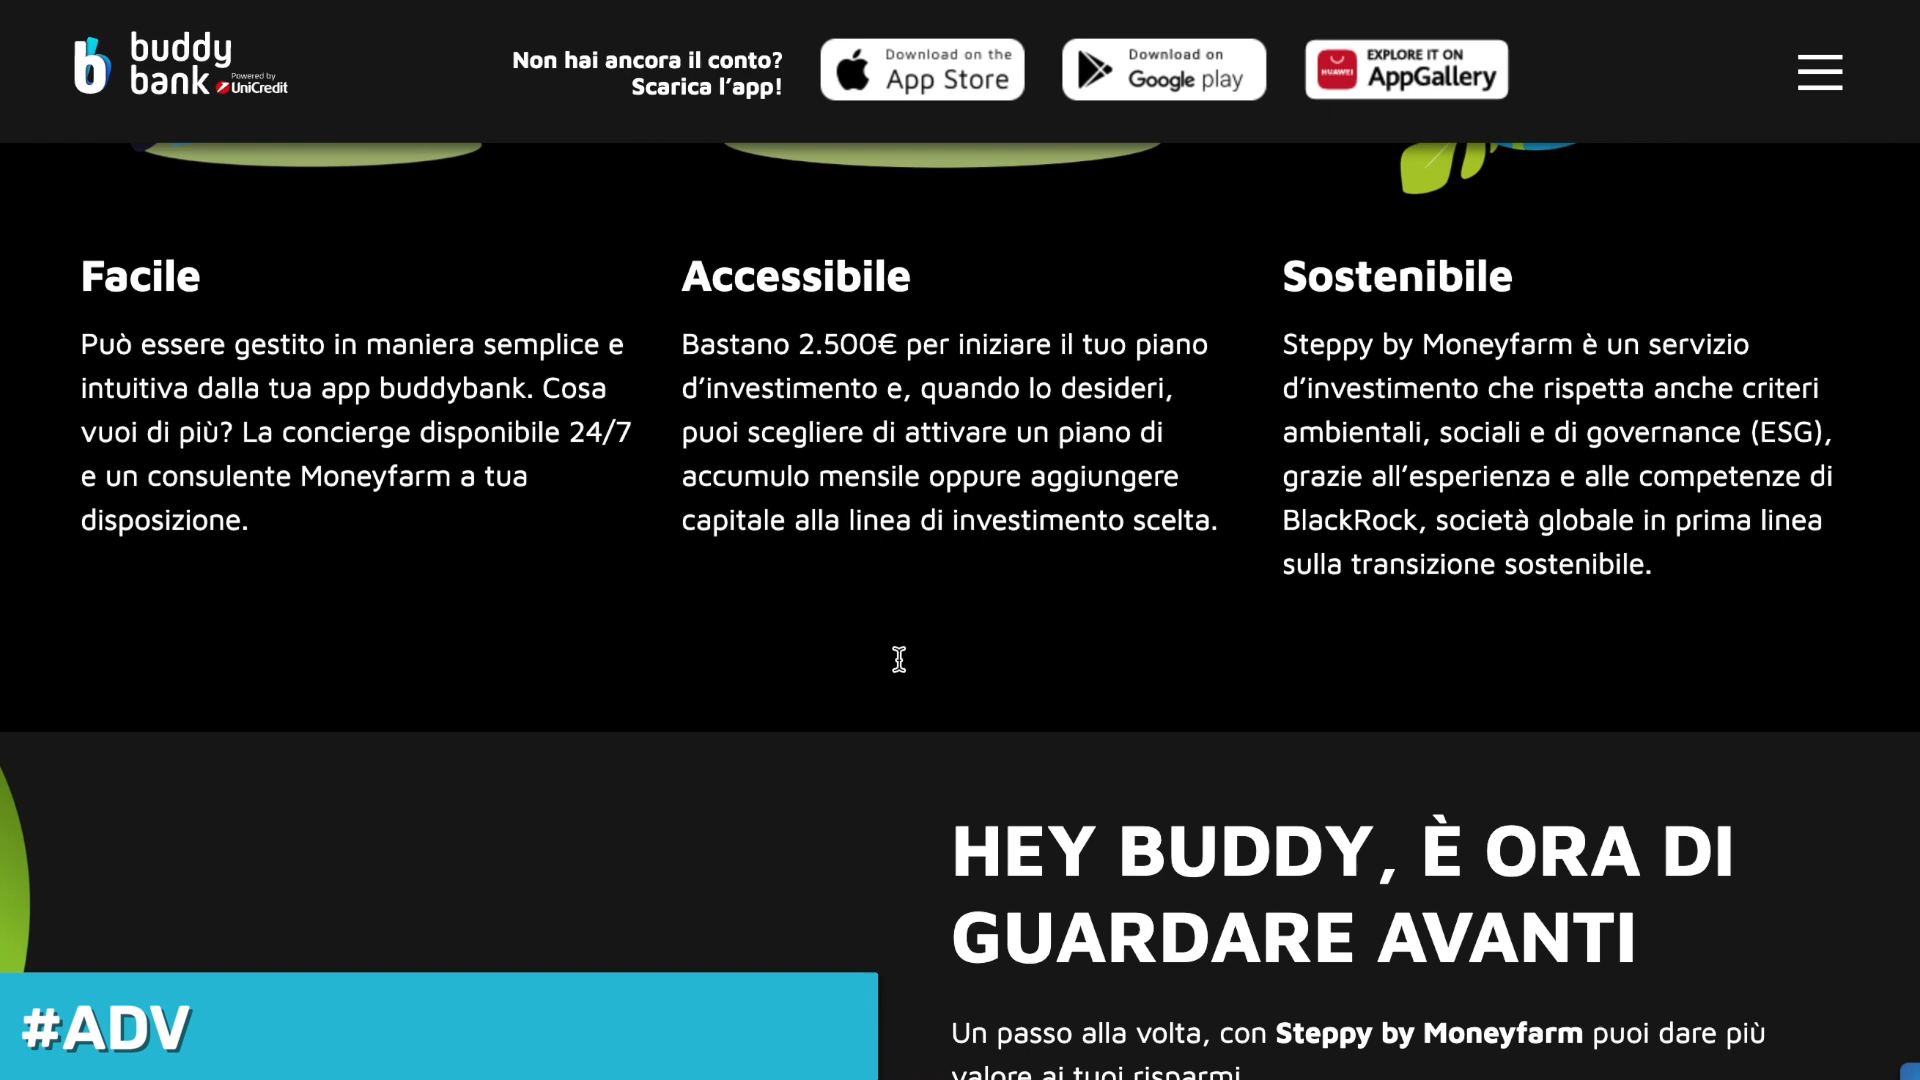 buddy
bank
Powered by
UniCredit
Non hai ancora il conto?
Scarica l'app!
Download on the
App Store
Download on
Google play
HUAWEI
EXPLORE IT ON
AppGallery
Facile
Può essere gestito in maniera semplice e
intuitiva dalla tua app buddybank. Cosa
vuoi di più? La concierge disponibile 24/7
e un consulente Moneyfarm a tua
disposizione.
Accessibile
Bastano 2.500€ per iniziare il tuo piano
d'investimento e, quando lo desideri,
puoi scegliere di attivare un piano di
accumulo mensile oppure aggiungere
capitale alla linea di investimento scelta.
Sostenibile
Steppy by Moneyfarm è un servizio
d'investimento che rispetta anche criteri
ambientali, sociali e di governance (ESG),
grazie all'esperienza e alle competenze di
BlackRock, società globale in prima linea
sulla transizione sostenibile.
HEY BUDDY, È ORA DI
GUARDARE AVANTI
Un passo alla volta, con Steppy by Moneyfarm puoi dare più
valore ai tuoi risparmi.
#ADV